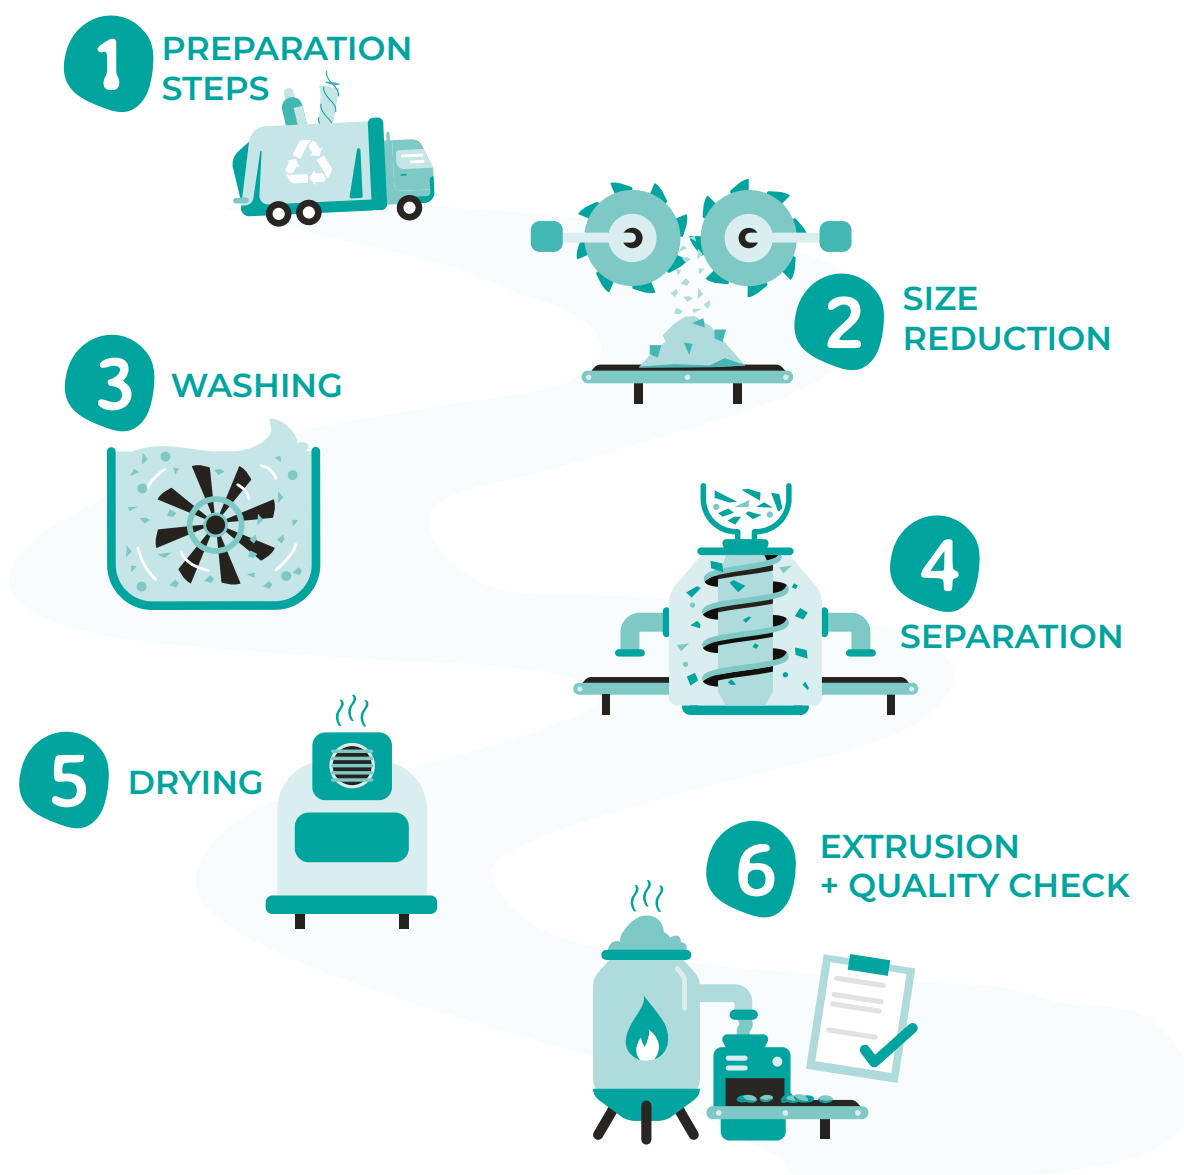 1
PREPARATION
STEPS
2
SIZE
REDUCTION
3
WASHING
4
SEPARATION
5
DRYING
6
EXTRUSION
+ QUALITY CHECK